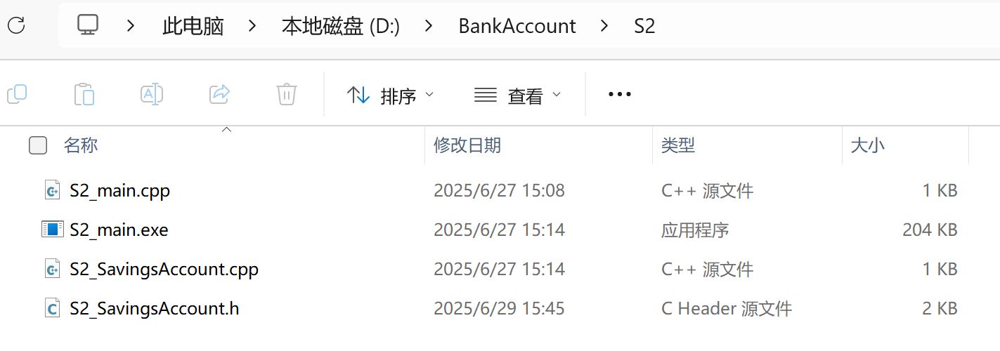 此电脑 > 本地磁盘 (D:) > BankAccount > S2
排序 查看
名称 修改日期 类型 大小
S2_main.cpp 2025/6/27 15:08 C++ 源文件 1 KB
S2_main.exe 2025/6/27 15:14 应用程序 204 KB
S2_SavingsAccount.cpp 2025/6/27 15:14 C++ 源文件 1 KB
S2_SavingsAccount.h 2025/6/29 15:45 C Header 源文件 2 KB